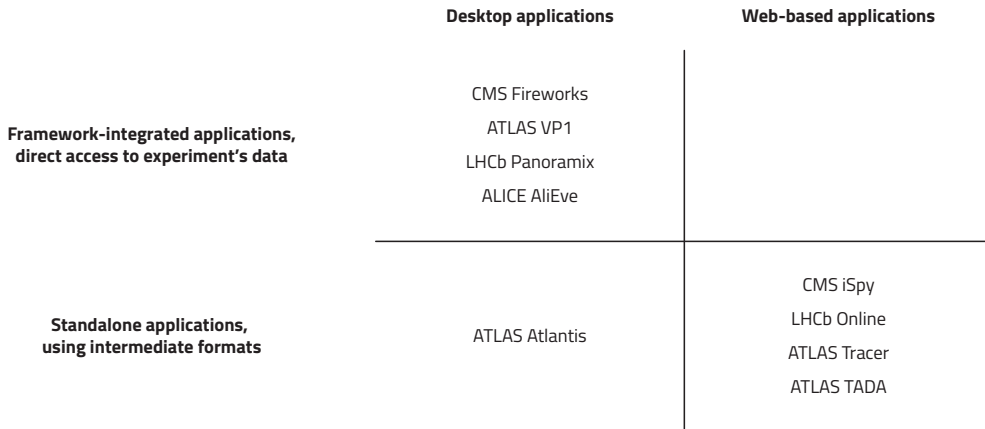 Desktop applications
Web-based applications
Framework-integrated applications,
direct access to experiment's data
CMS Fireworks
ATLAS VP1
LHCb Panoramix
ALICE AliEve
Standalone applications,
using intermediate formats
ATLAS Atlantis
CMS iSpy
LHCb Online
ATLAS Tracer
ATLAS TADA